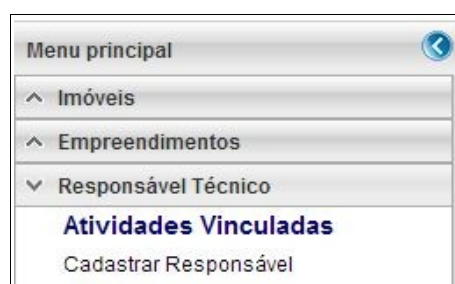 Menu principal
Imóveis
Empreendimentos
Responsável Técnico
Atividades Vinculadas
Cadastrar Responsável